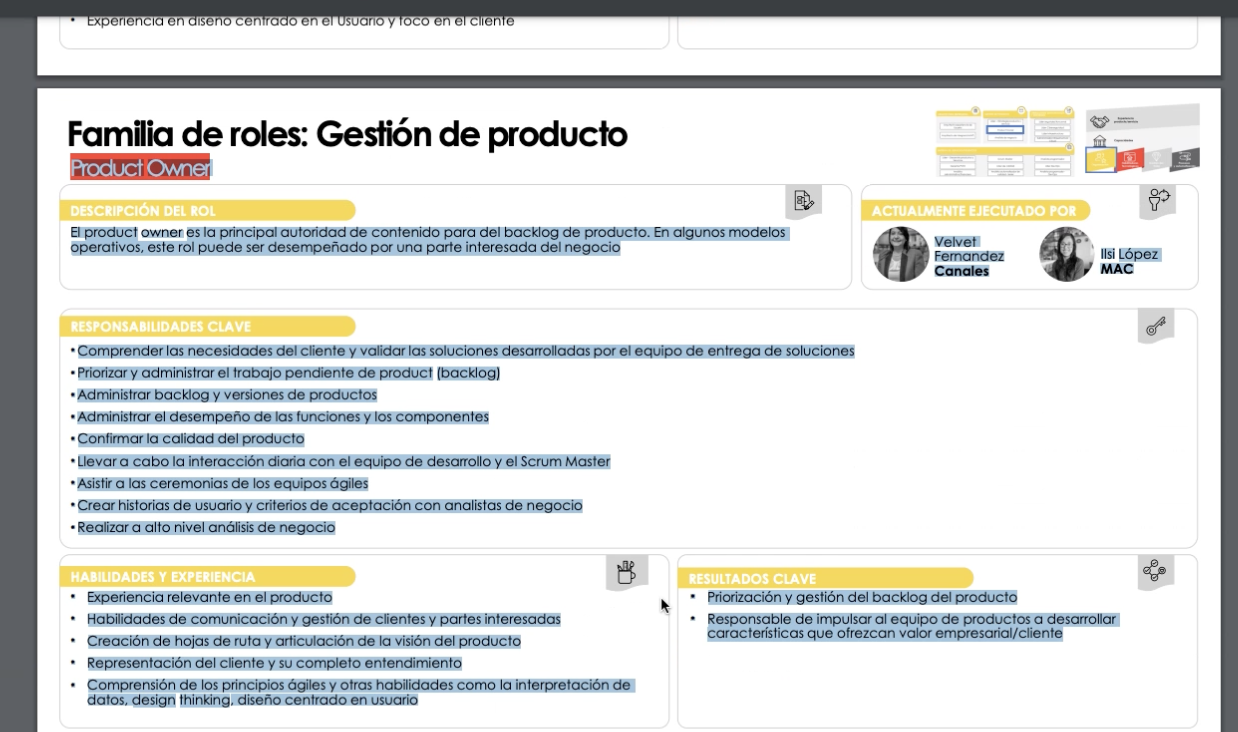 Experiencia en diseño centrado en el Usuario y foco en el cliente
Familia de roles: Gestión de producto
Product Owner
DESCRIPCIÓN DEL ROL
El product owner es la principal autoridad de contenido para del backlog de producto. En algunos modelos
operativos, este rol puede ser desempeñado por una parte interesada del negocio
ACTUALMENTE EJECUTADO POR
Velvet
Fernandez
Canales
Ilsi López
MAC
RESPONSABILIDADES CLAVE
• Comprender las necesidades del cliente y validar las soluciones desarrolladas por el equipo de entrega de soluciones
• Priorizar y administrar el trabajo pendiente de product (backlog)
• Administrar backlog y versiones de productos
• Administrar el desempeño de las funciones y los componentes
• Confirmar la calidad del producto
• Llevar a cabo la interacción diaria con el equipo de desarrollo y el Scrum Master
• Asistir a las ceremonias de los equipos ágiles
• Crear historias de usuario y criterios de aceptación con analistas de negocio
• Realizar a alto nivel análisis de negocio
HABILIDADES Y EXPERIENCIA
• Experiencia relevante en el producto
• Habilidades de comunicación y gestión de clientes y partes interesadas
• Creación de hojas de ruta y articulación de la visión del producto
• Representación del cliente y su completo entendimiento
• Comprensión de los principios ágiles y otras habilidades como la interpretación de
datos, design thinking, diseño centrado en usuario
RESULTADOS CLAVE
• Priorización y gestión del backlog del producto
• Responsable de impulsar al equipo de productos a desarrollar
características que ofrezcan valor empresarial/cliente